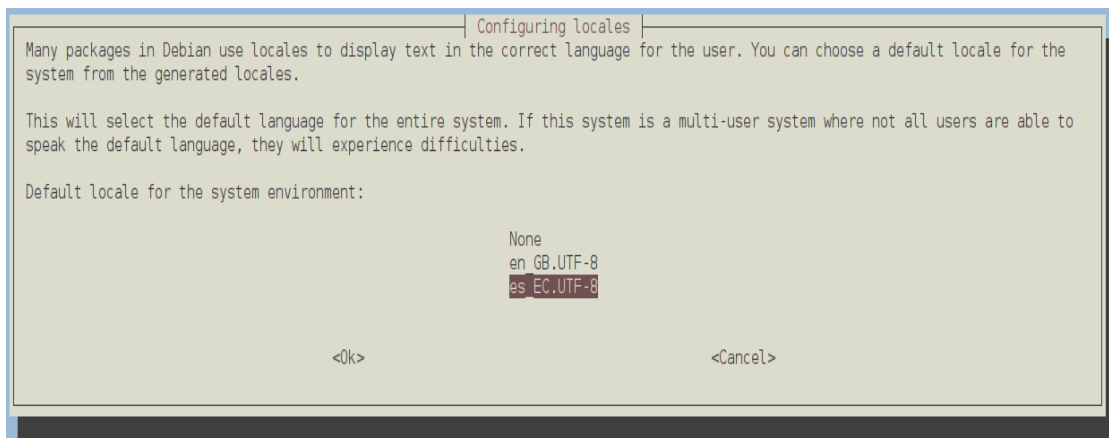 Configuring locales
Many packages in Debian use locales to display text in the correct language for the user. You can choose a default locale for the
system from the generated locales.
This will select the default language for the entire system. If this system is a multi-user system where not all users are able to
speak the default language, they will experience difficulties.
Default locale for the system environment:
None
en_GB.UTF-8
es_EC.UTF-8
<Ok> <Cancel>